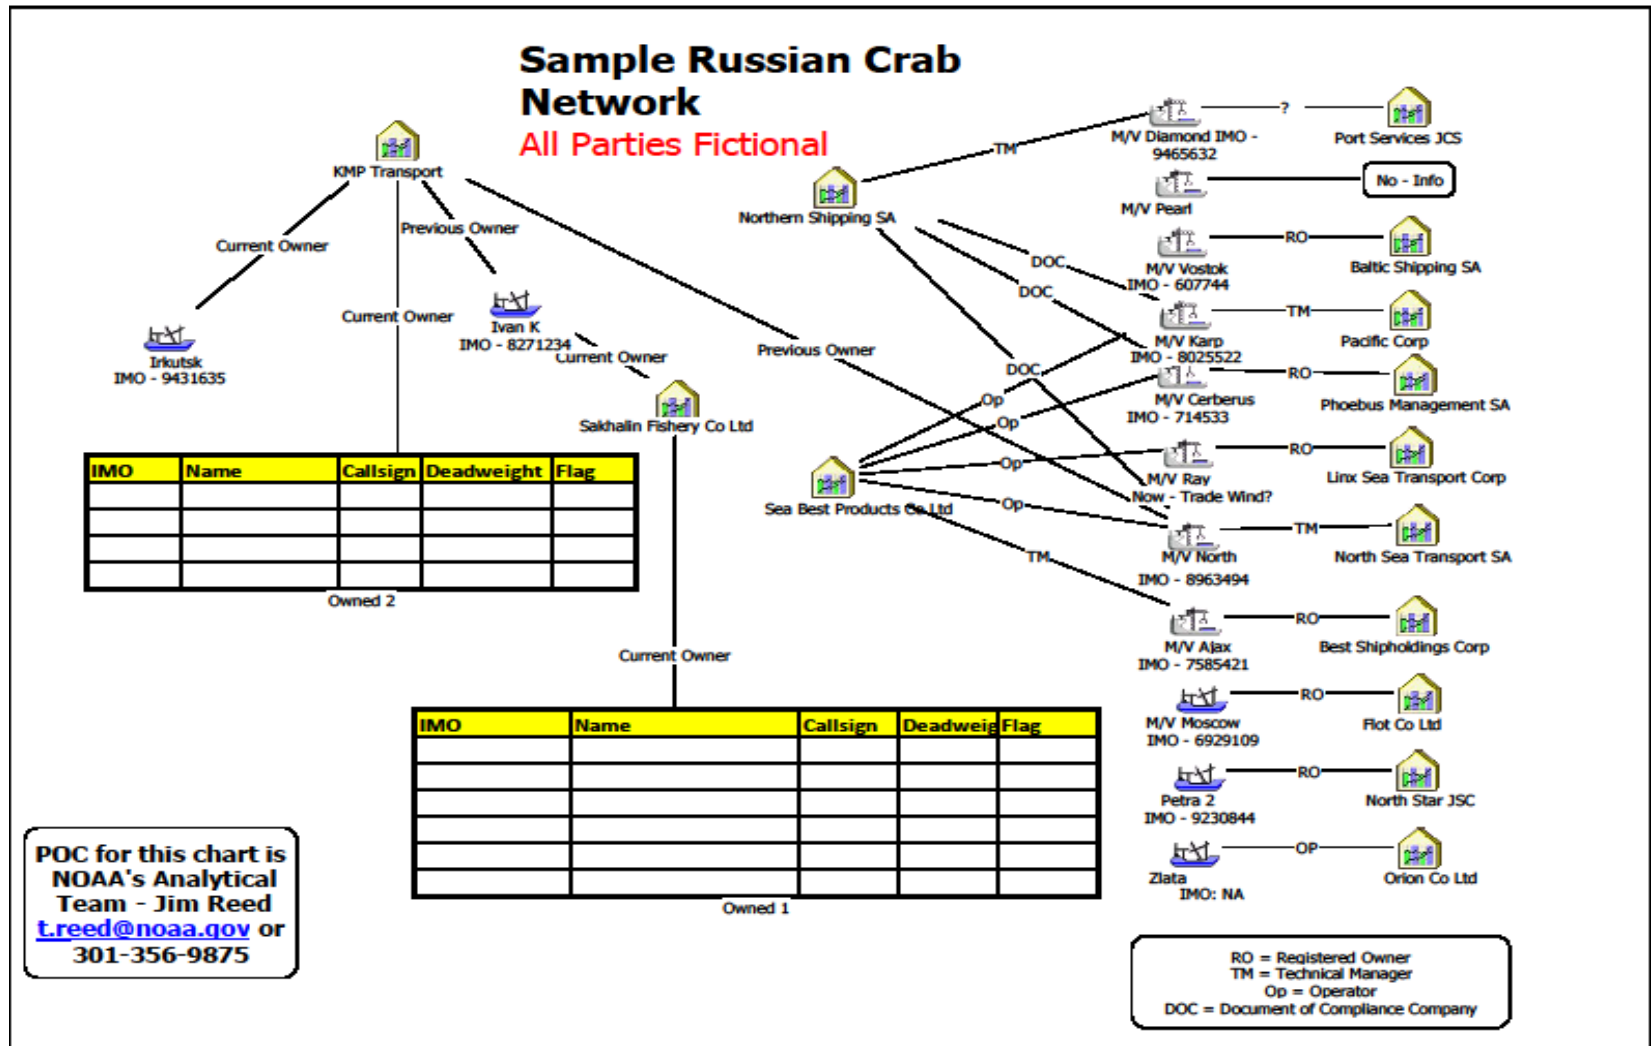 Sample Russian Crab
Network
All Parties Fictional
KMP Transport
Current Owner
Previous Owner
Current Owner
Previous Owner
Irkutsk
IMO - 9431635
Ivan K
IMO - 8271234
Current Owner
Sakhalin Fishery Co Ltd
IMO Name Callsign Deadweight Flag
Owned 2
Current Owner
IMO Name Callsign Deadweig Flag
Owned 1
Northern Shipping SA
TM
DOC
DOC
DOC
Sea Best Products Co Ltd
Op
Op
Op
Op
TM
M/V Diamond IMO -
9465632
?
Port Services JCS
M/V Pearl
No - Info
M/V Vostok
IMO - 607744
RO
Baltic Shipping SA
M/V Karp
IMO - 8025522
TM
Pacific Corp
M/V Cerberus
IMO - 714533
RO
Phoebus Management SA
M/V Ray
Now - Trade Wind?
RO
Linx Sea Transport Corp
M/V North
IMO - 8963494
TM
North Sea Transport SA
M/V Ajax
IMO - 7585421
RO
Best Shipholdings Corp
M/V Moscow
IMO - 6929109
RO
Flot Co Ltd
Petra 2
IMO - 9230844
RO
North Star JSC
Zlata
IMO: NA
OP
Orion Co Ltd
POC for this chart is
NOAA's Analytical
Team - Jim Reed
t.reed@noaa.gov or
301-356-9875
RO = Registered Owner
TM = Technical Manager
Op = Operator
DOC = Document of Compliance Company